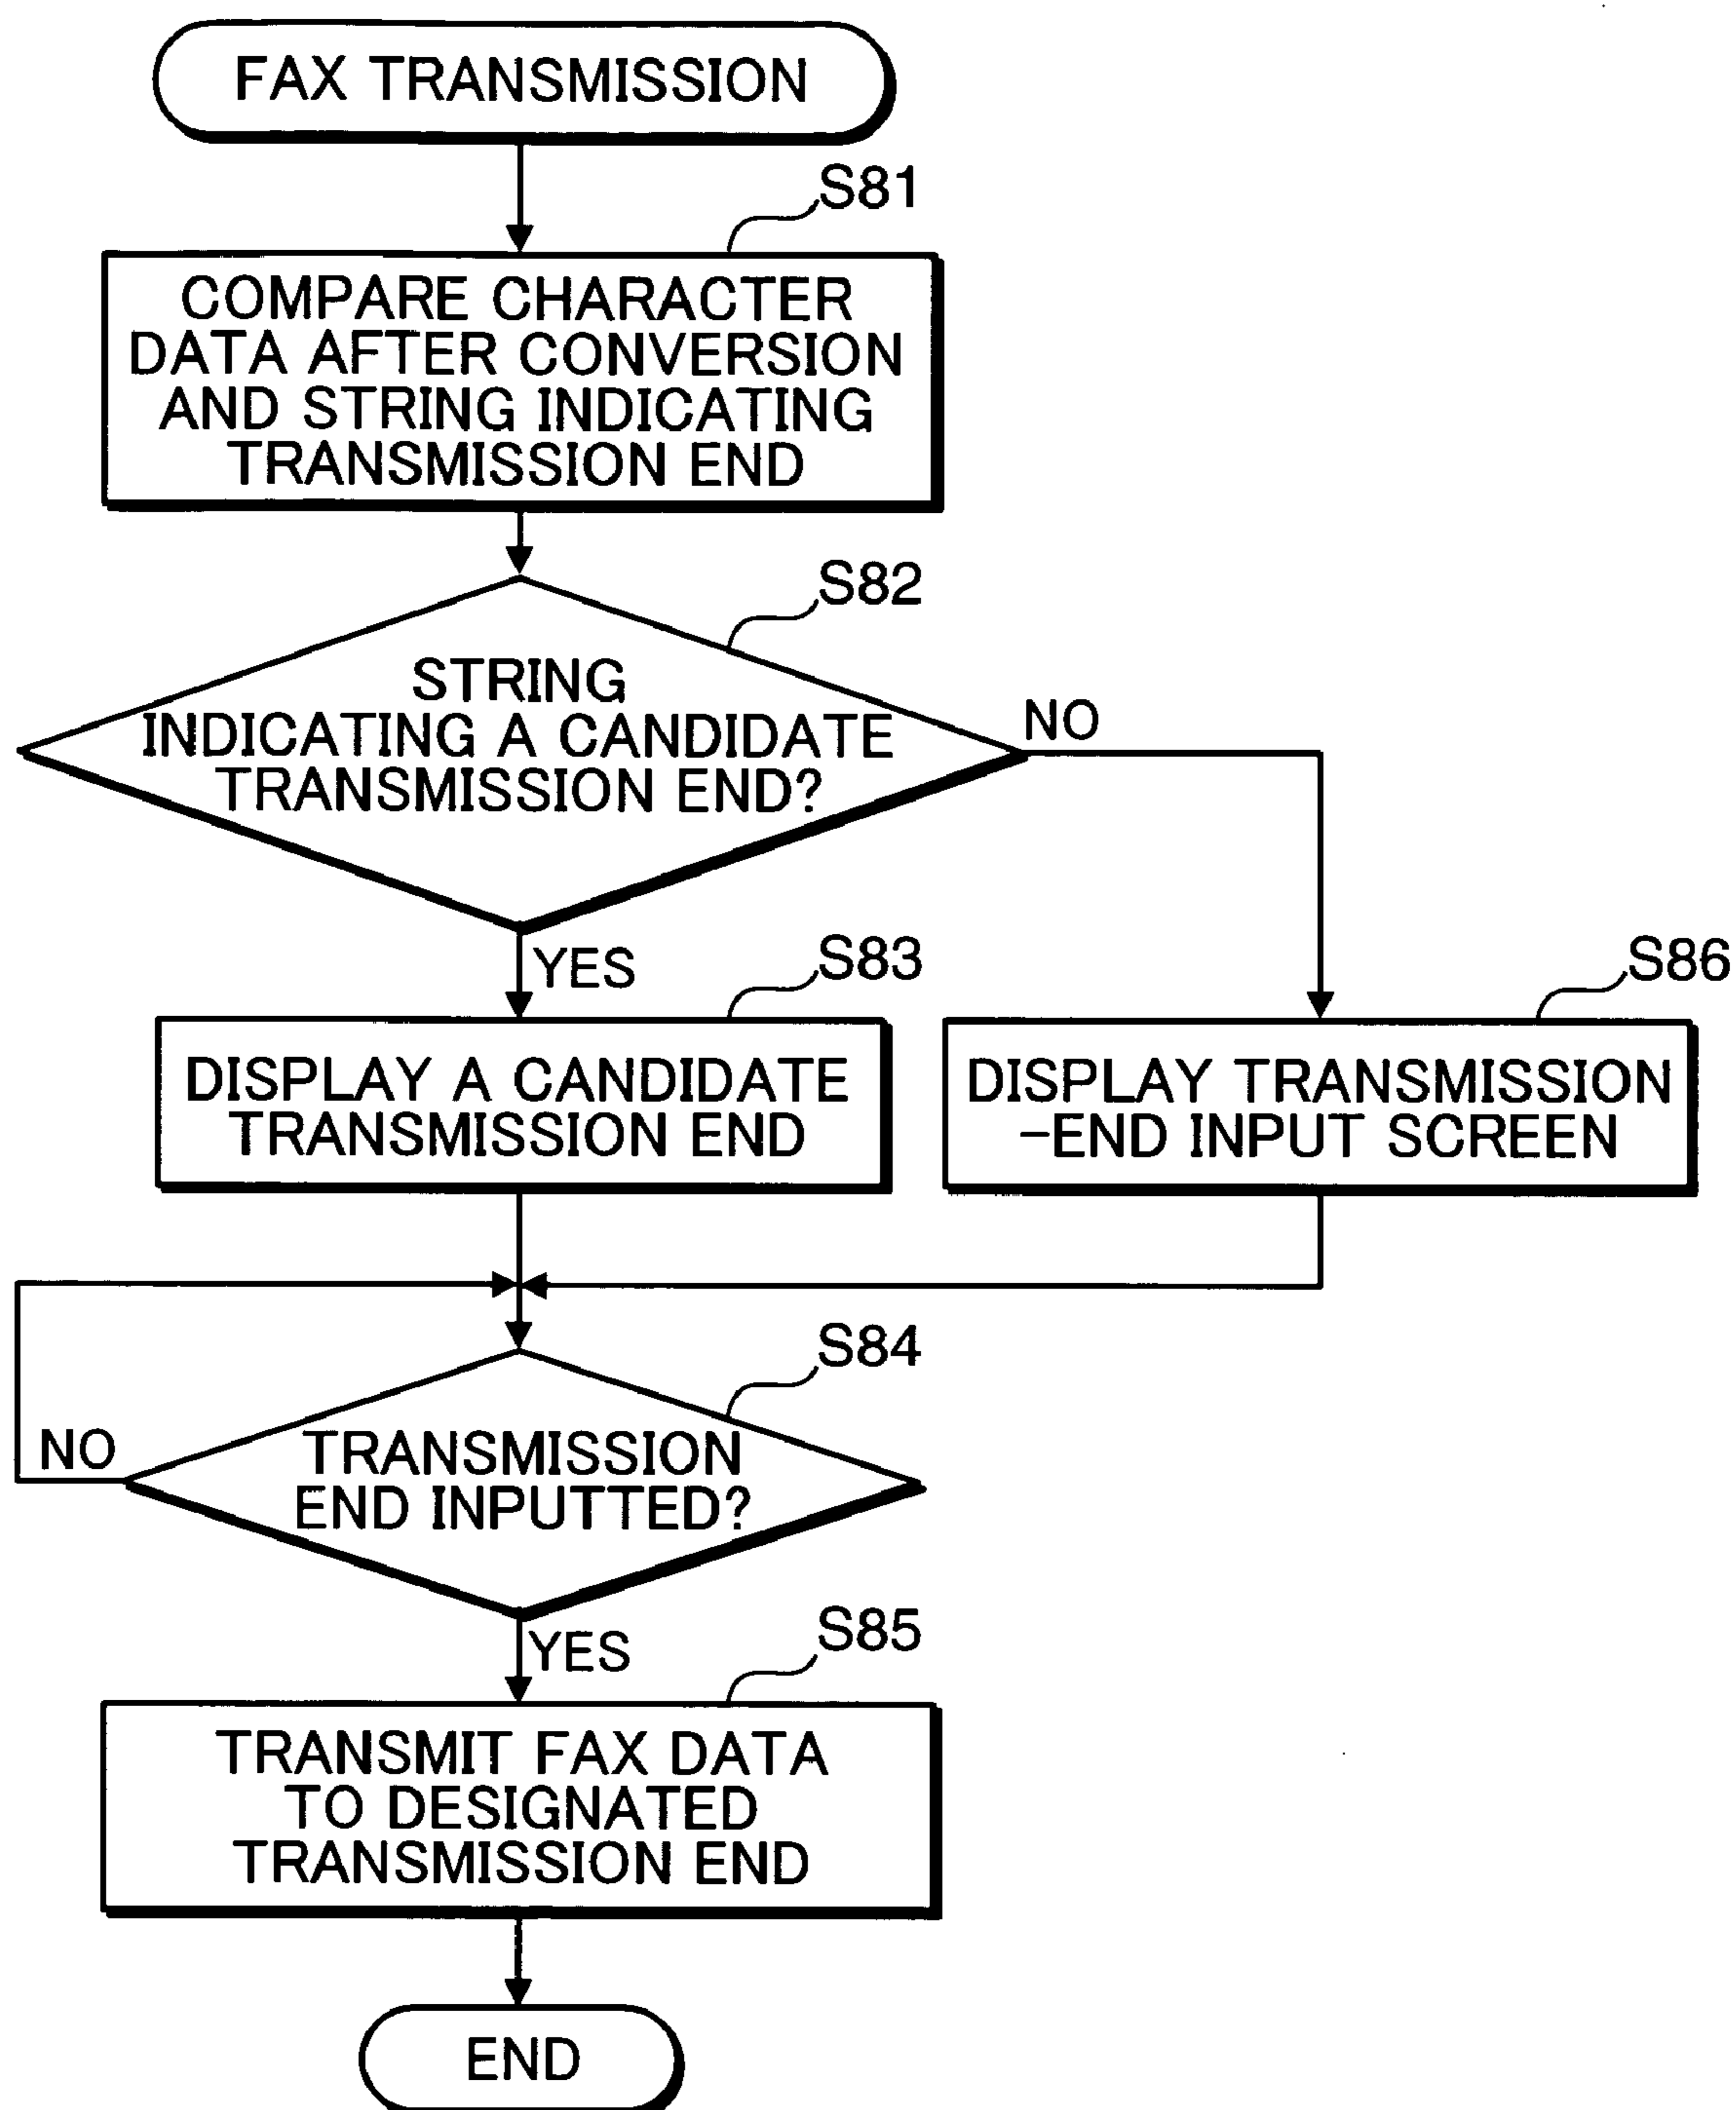 FAX TRANSMISSION
S81
COMPARE CHARACTER
DATA AFTER CONVERSION
AND STRING INDICATING
TRANSMISSION END
S82
STRING
INDICATING A CANDIDATE
TRANSMISSION END?
NO
YES
S83
S86
DISPLAY A CANDIDATE
TRANSMISSION END
DISPLAY TRANSMISSION
-END INPUT SCREEN
S84
NO
TRANSMISSION
END INPUTTED?
YES
S85
TRANSMIT FAX DATA
TO DESIGNATED
TRANSMISSION END
END